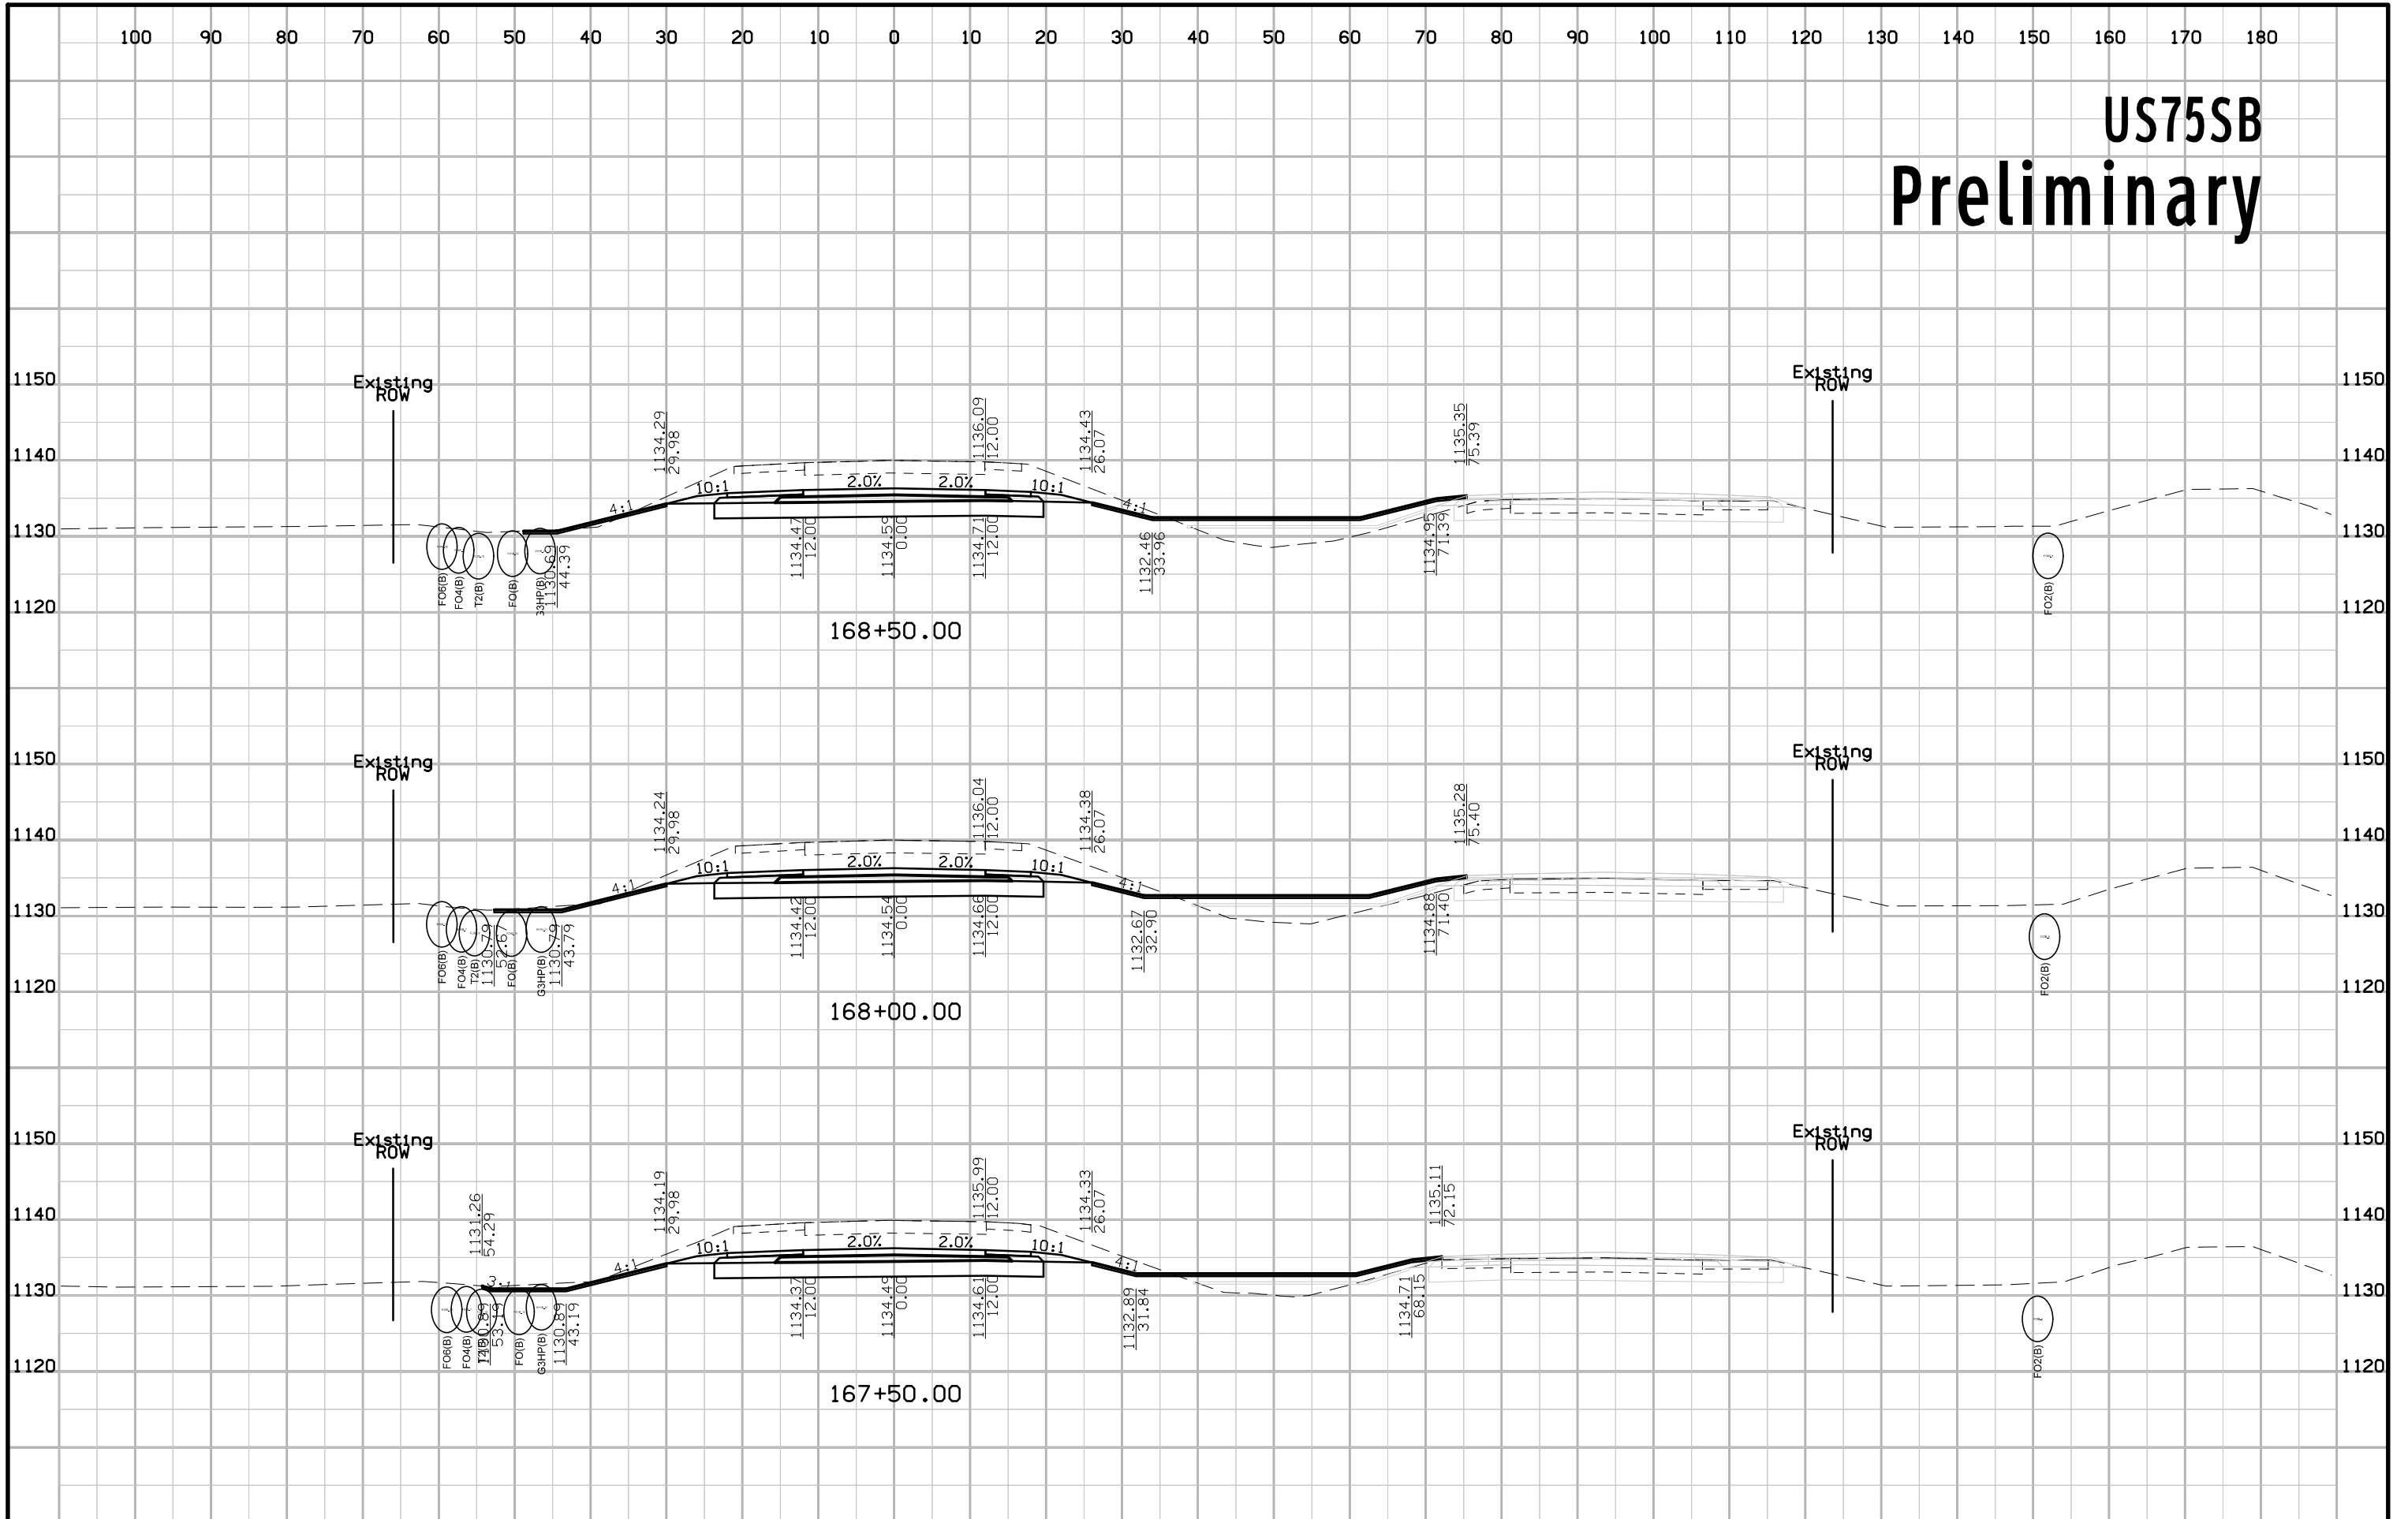 100 90 80 70 60 50 40 30 20 10 0 10 20 30 40 50 60 70 80 90 100 110 120 130 140 150 160 170 180
US75SB
Preliminary
1150 1150
Existing
ROW
Existing
ROW
1134.29
29.98
1136.09
12.00
1134.43
26.07
1135.35
75.39
1140 1140
4:1 10:1 2.0% 2.0% 10:1 4:1
1130 1130
FO6(B)
FO4(B)
T2(B)
FO(B)
G3HP(B)
1130.69
44.39
1134.47
12.00
1134.59
0.00
1134.71
12.00
1132.46
33.96
1134.95
71.39
FO2(B)
1120 1120
168+50.00
1150 1150
Existing
ROW
Existing
ROW
1134.24
29.98
1136.04
12.00
1134.38
26.07
1135.28
75.40
1140 1140
4:1 10:1 2.0% 2.0% 10:1 4:1
1130 1130
FO6(B)
FO4(B)
T2(B)
1130.79
52.67
FO(B)
G3HP(B)
1130.79
43.79
1134.42
12.00
1134.54
0.00
1134.66
12.00
1132.67
32.90
1134.88
71.40
FO2(B)
1120 1120
168+00.00
1150 1150
Existing
ROW
Existing
ROW
1131.26
54.29
1134.19
29.98
1135.99
12.00
1134.33
26.07
1135.11
72.15
1140 1140
3:1 4:1 10:1 2.0% 2.0% 10:1 4:1
1130 1130
FO6(B)
FO4(B)
T2(B)
1130.89
53.19
FO(B)
G3HP(B)
1130.89
43.19
1134.37
12.00
1134.49
0.00
1134.61
12.00
1132.89
31.84
1134.71
68.15
FO2(B)
1120 1120
167+50.00